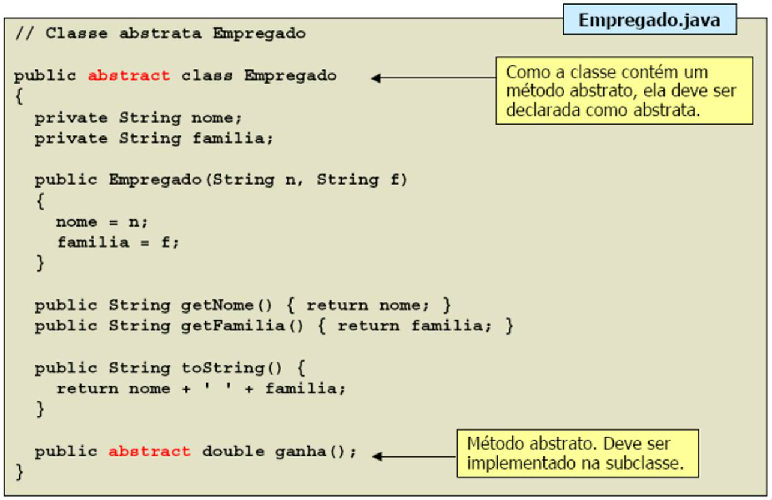 Empregado.java
// Classe abstrata Empregado
public abstract class Empregado
Como a classe contém um
método abstrato, ela deve ser
declarada como abstrata.
{
private String nome;
private String familia;
public Empregado(String n, String f)
{
nome = n;
familia = f;
}
public String getNome() { return nome; }
public String getFamilia() { return familia; }
public String toString() {
return nome + ' ' + familia;
}
public abstract double ganha();
Método abstrato. Deve ser
implementado na subclasse.
}